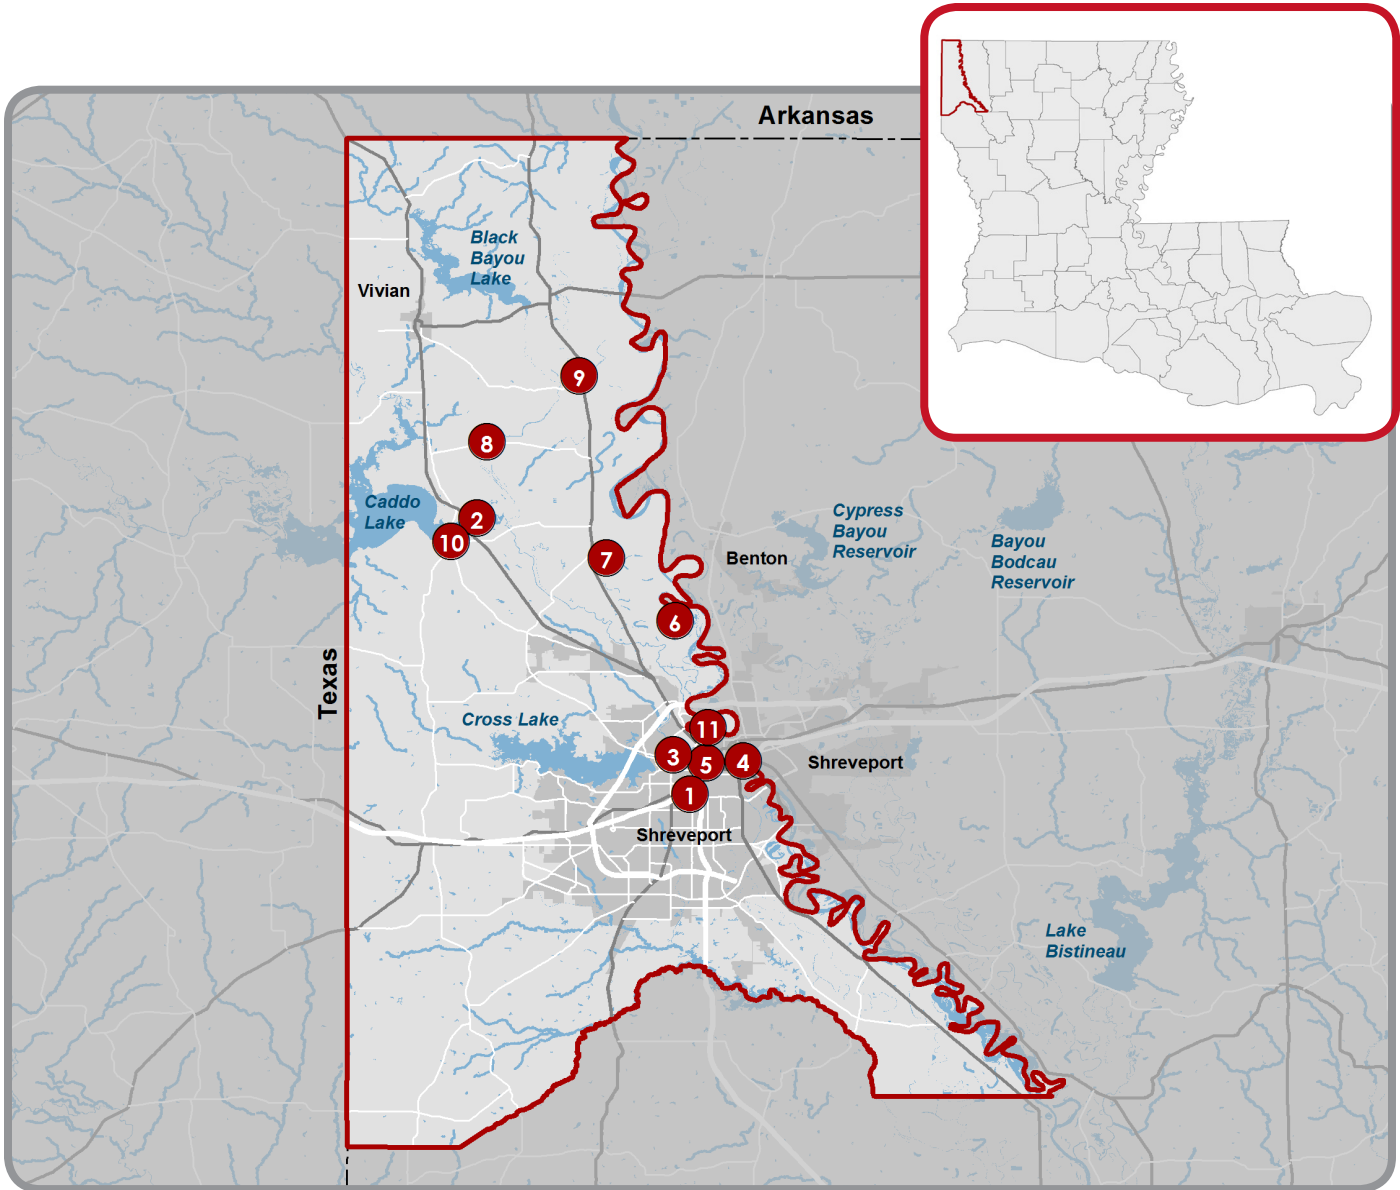 Arkansas
Black
Bayou
Lake
Vivian
9
8
Caddo
Lake
2
10
Cypress
Bayou
Reservoir
Bayou
Bodcau
Reservoir
7
Benton
6
Texas
Cross Lake
11
3
5
4
Shreveport
1
Shreveport
Lake
Bistineau